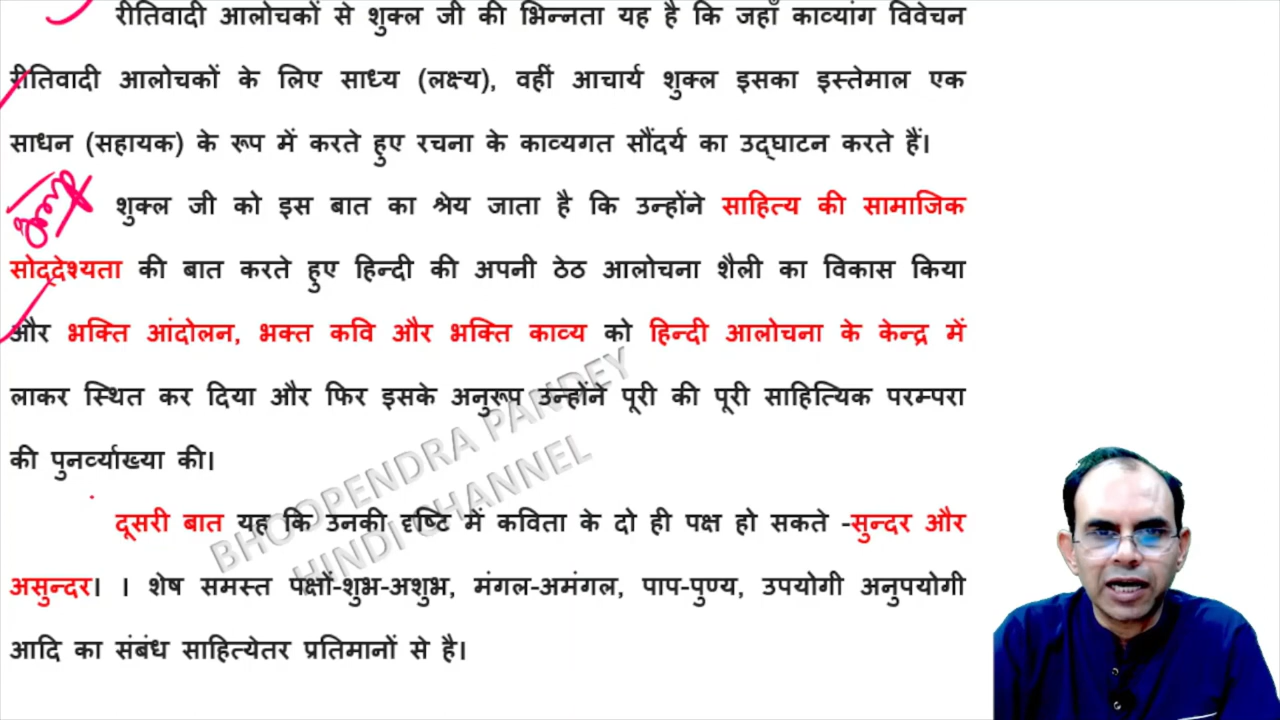 रीतिवादी आलोचकों से शुक्ल जी की भिन्नता यह है कि जहाँ काव्यांग विवेचन
रीतिवादी आलोचकों के लिए साध्य (लक्ष्य), वहीं आचार्य शुक्ल इसका इस्तेमाल एक
साधन (सहायक) के रूप में करते हुए रचना के काव्यगत सौंदर्य का उद्घाटन करते हैं।
शुक्ल जी को इस बात का श्रेय जाता है कि उन्होंने साहित्य की सामाजिक
सोद्देश्यता की बात करते हुए हिन्दी की अपनी ठेठ आलोचना शैली का विकास किया
और भक्ति आंदोलन, भक्त कवि और भक्ति काव्य को हिन्दी आलोचना के केन्द्र में
लाकर स्थित कर दिया और फिर इसके अनुरूप उन्होंने पूरी की पूरी साहित्यिक परम्परा
की पुनर्व्याख्या की।
दूसरी बात यह कि उनकी दृष्टि में कविता के दो ही पक्ष हो सकते -सुन्दर और
असुन्दर। । शेष समस्त पक्षों-शुभ-अशुभ, मंगल-अमंगल, पाप-पुण्य, उपयोगी अनुपयोगी
आदि का संबंध साहित्येतर प्रतिमानों से है।
BHOOPENDRA PANDEY
HINDI CHANNEL